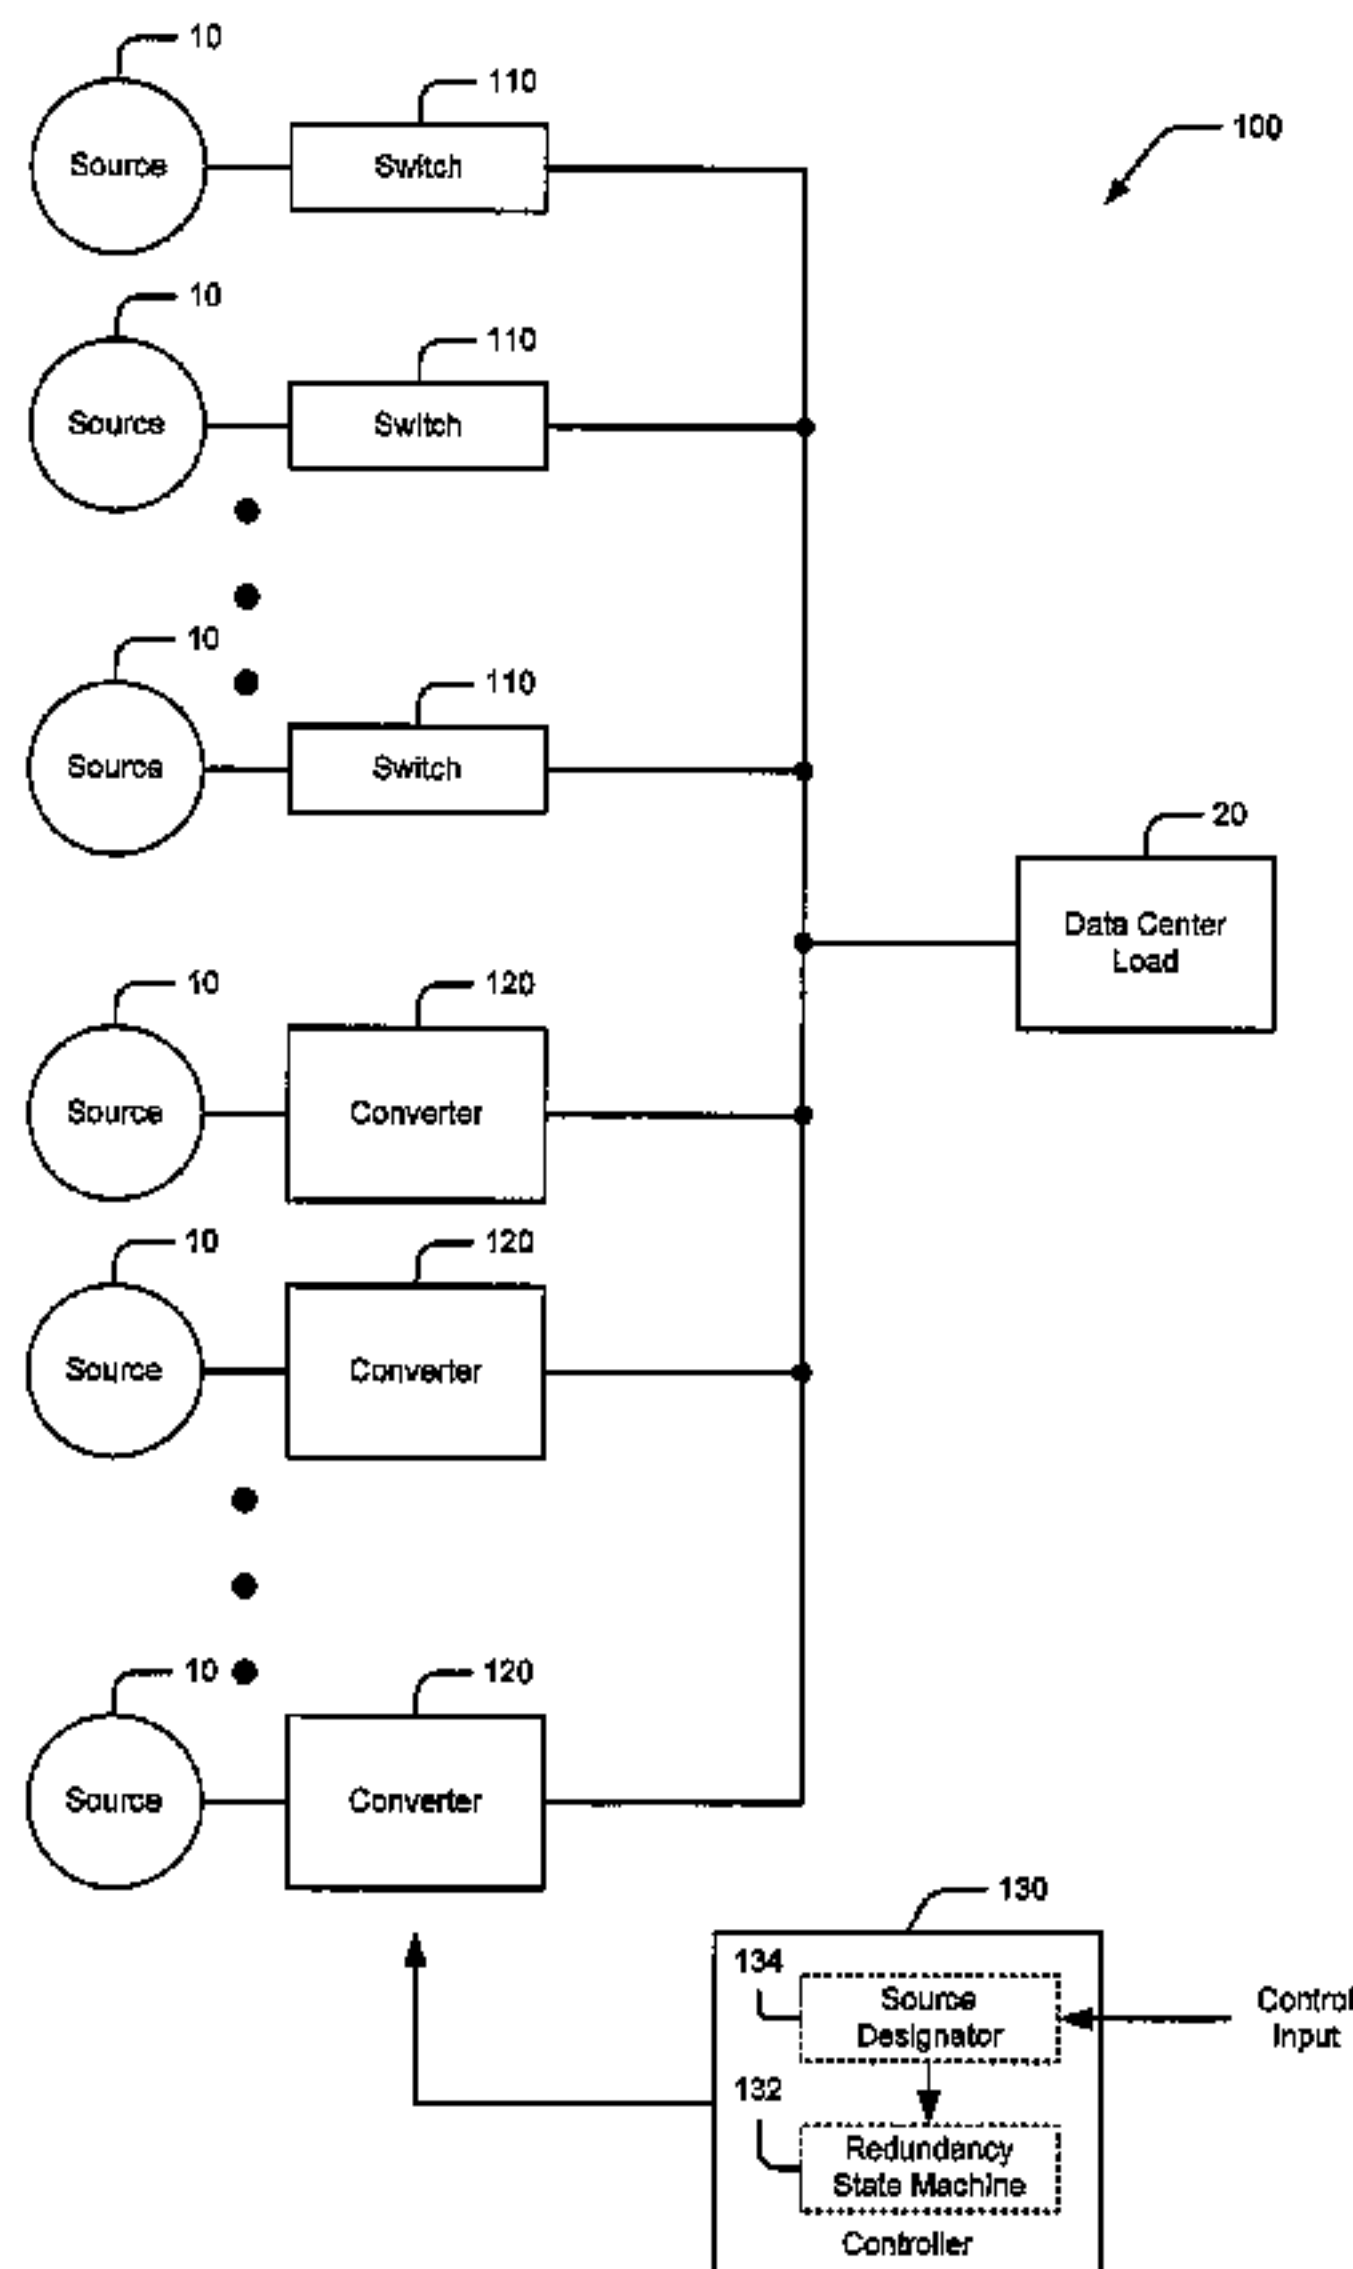 10
110
100
Source
Switch
10
110
Source
Switch
10
110
Source
Switch
20
Data Center
Load
10
120
Source
Converter
10
120
Source
Converter
10
120
Source
Converter
130
134
Source
Designator
Control
Input
132
Redundancy
State Machine
Controller